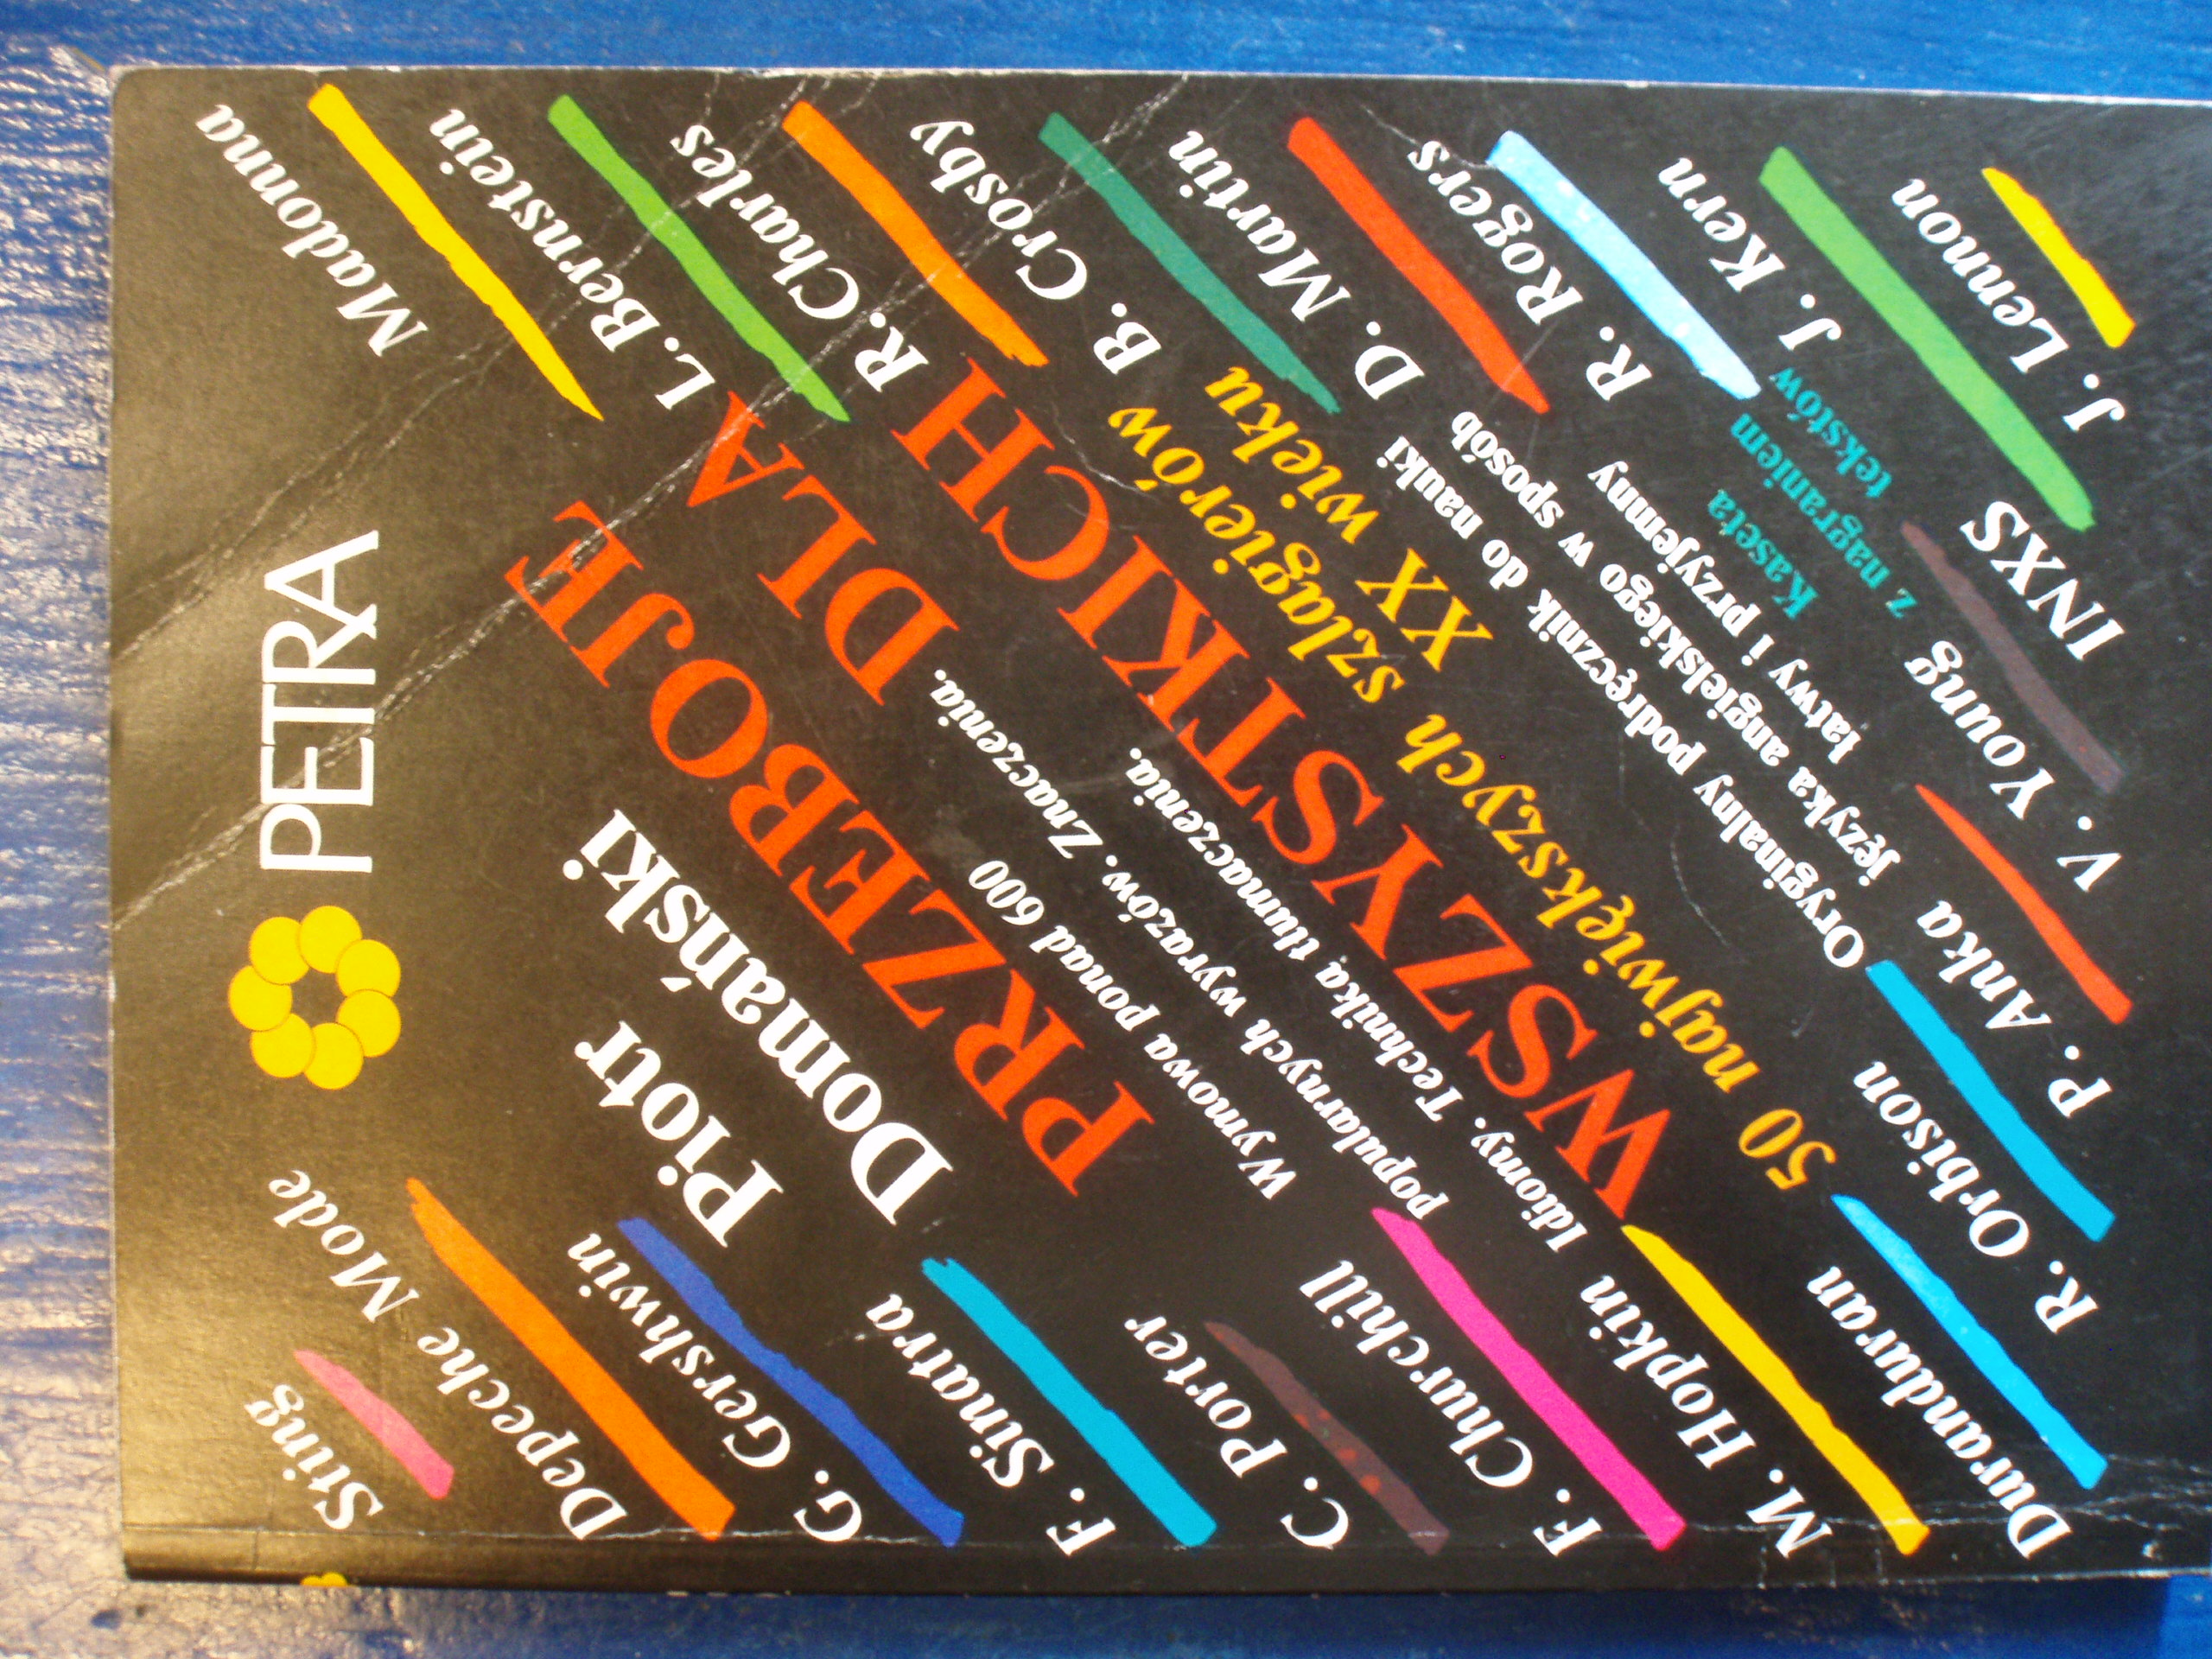 PETRA
Sting
Depeche Mode
G. Gershwin
F. Sinatra
C. Porter
F. Churchill
M. Hopkin
Duranduran
R. Orbison
P. Anka
V. Young
INXS
Madonna
L. Bernstein
R. Charles
B. Crosby
D. Martin
R. Rogers
J. Kern
J. Lennon
Piotr
Domański
PRZEBOJE
DLA
Wymowa ponad 600
popularnych wyrazów. Znaczenia.
Idiomy. Technika tłumaczenia.
WSZYSTKICH
50 największych szlagierów
XX wieku
Oryginalny podręcznik do nauki
języka angielskiego w sposób
łatwy i przyjemny
Kaseta
z nagraniem
tekstów